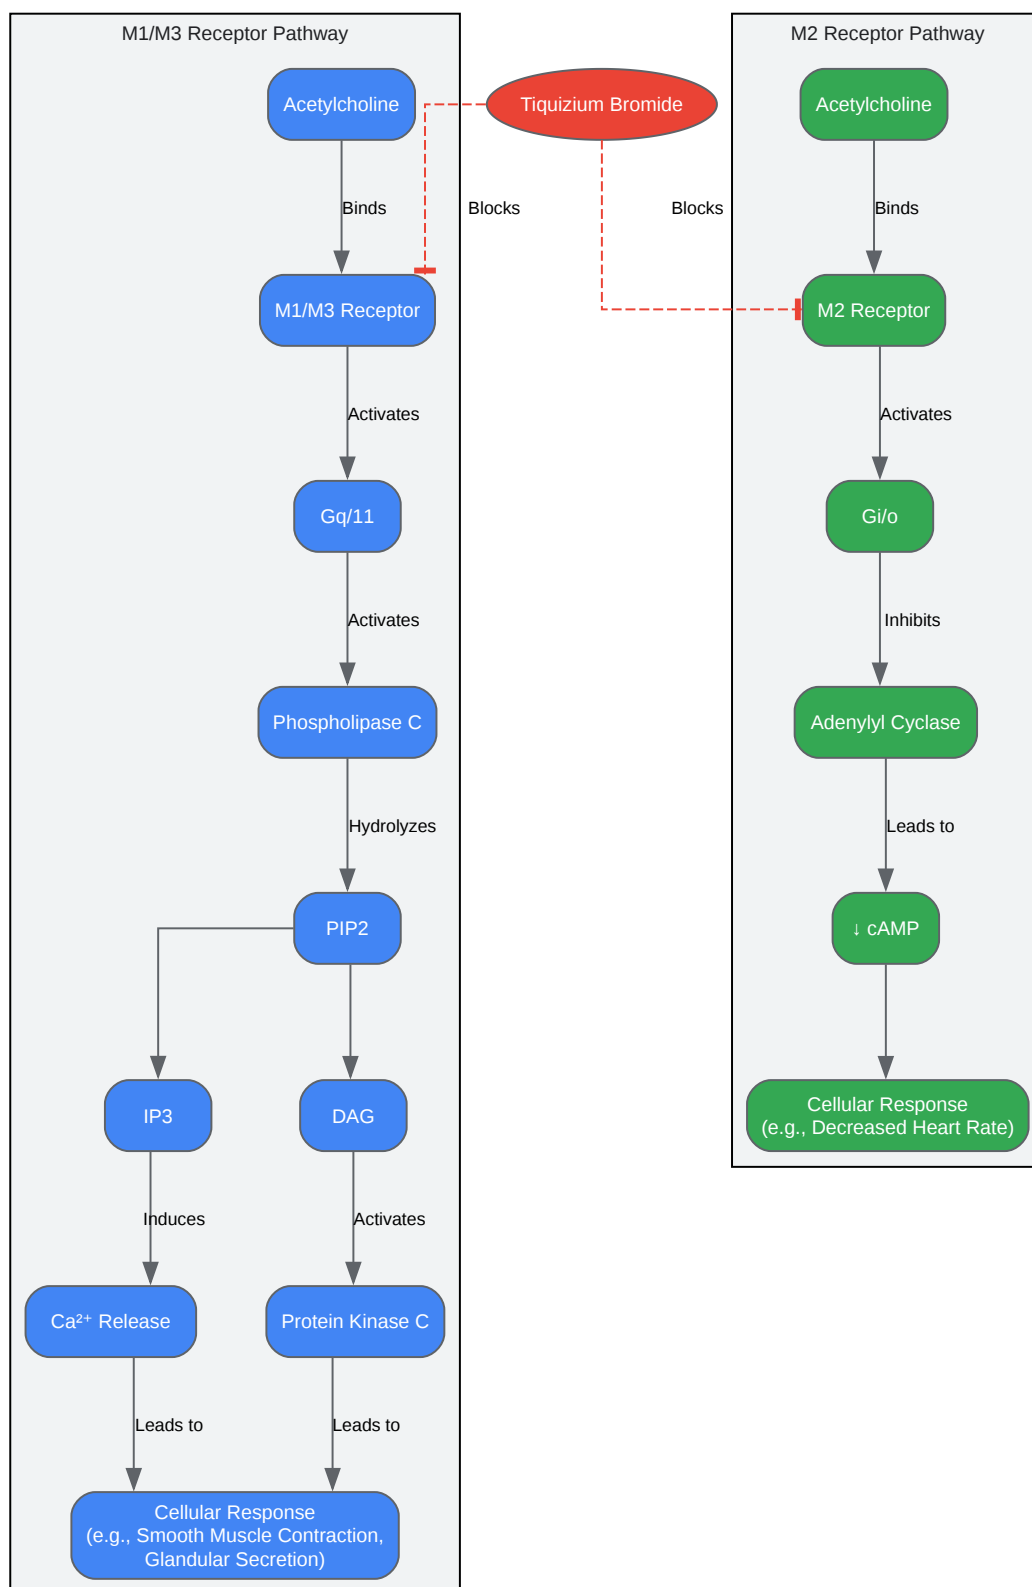 M1/M3 Receptor Pathway
M2 Receptor Pathway
Acetylcholine
Tiquizium Bromide
Acetylcholine
Binds
Blocks
Blocks
Binds
M1/M3 Receptor
M2 Receptor
Activates
Activates
Gq/11
Gi/o
Activates
Inhibits
Phospholipase C
Adenylyl Cyclase
Hydrolyzes
Leads to
PIP2
↓ cAMP
IP3
DAG
Cellular Response
(e.g., Decreased Heart Rate)
Induces
Activates
Ca²⁺ Release
Protein Kinase C
Leads to
Leads to
Cellular Response
(e.g., Smooth Muscle Contraction,
Glandular Secretion)